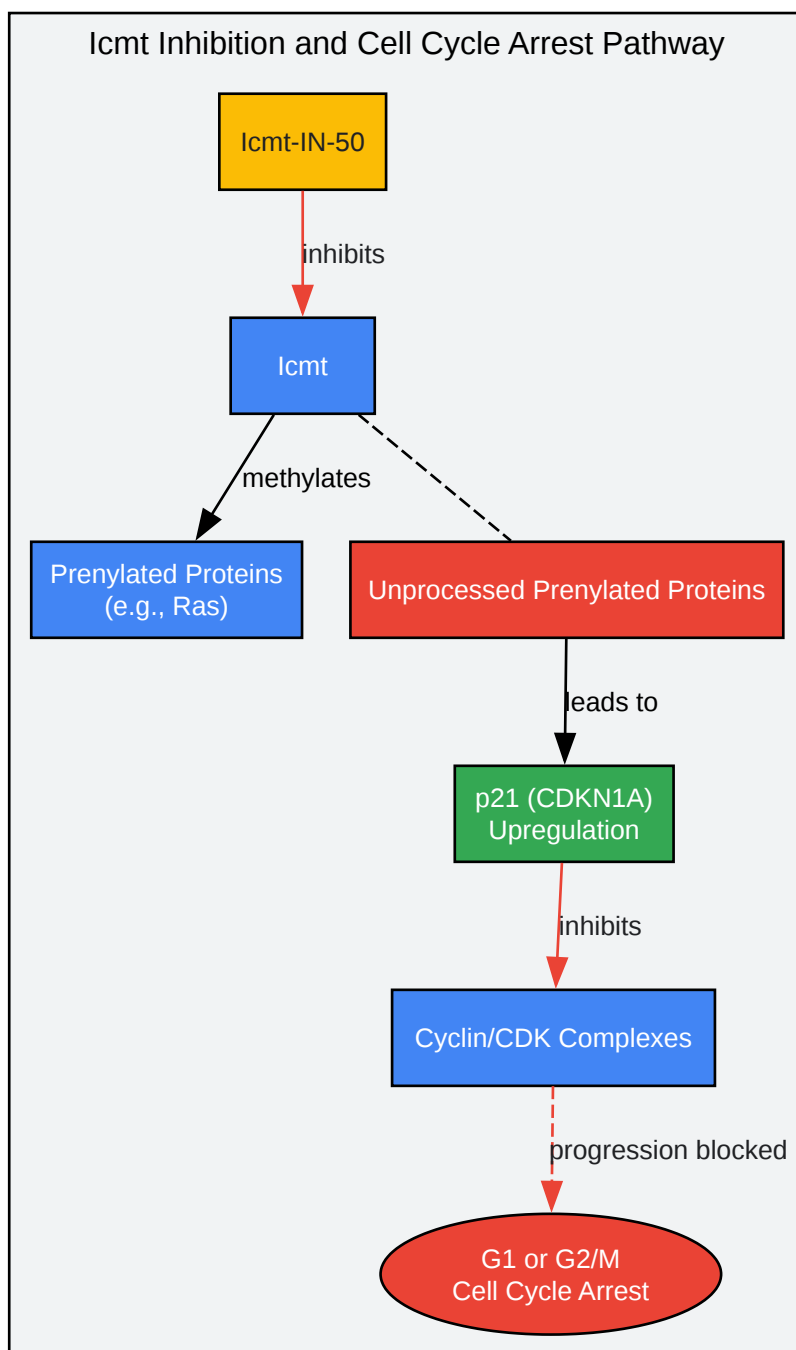 Icmt Inhibition and Cell Cycle Arrest Pathway
Icmt-IN-50
inhibits
Icmt
methylates
Prenylated Proteins
(e.g., Ras)
Unprocessed Prenylated Proteins
leads to
p21 (CDKN1A)
Upregulation
inhibits
Cyclin/CDK Complexes
progression blocked
G1 or G2/M
Cell Cycle Arrest